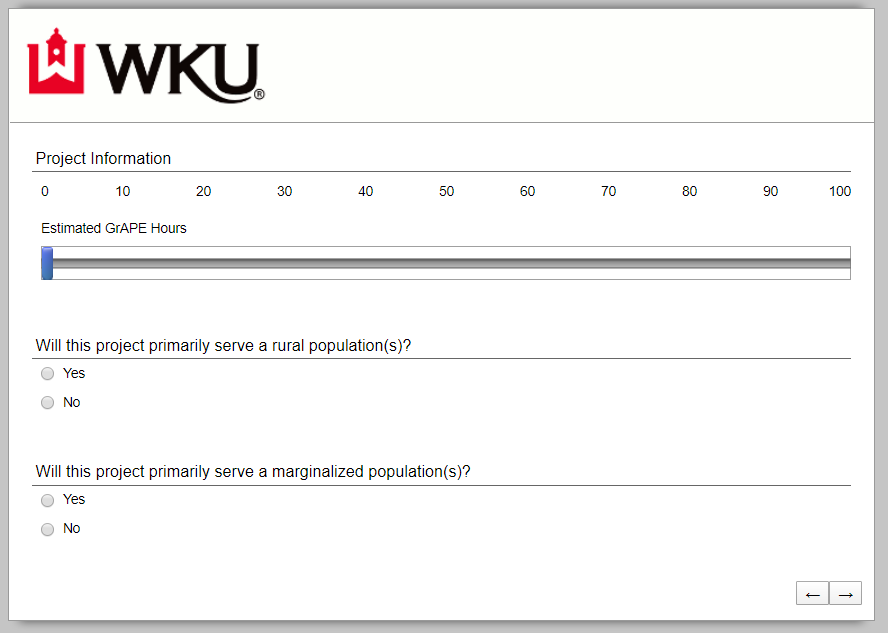 WKU®
Project Information
0 10 20 30 40 50 60 70 80 90 100
Estimated GrAPE Hours
Will this project primarily serve a rural population(s)?
Yes
No
Will this project primarily serve a marginalized population(s)?
Yes
No
← →